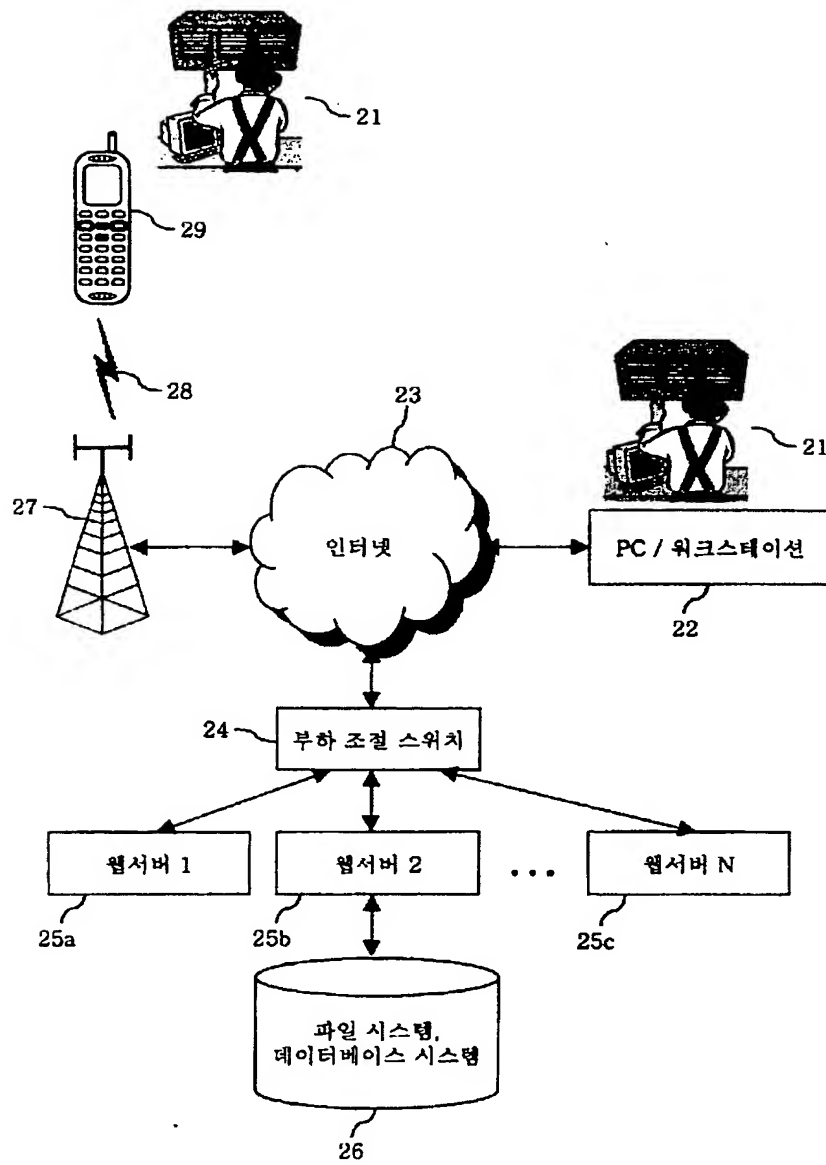 21
29
28
23
21
27
인터넷
PC / 워크스테이션
22
24
부하 조절 스위치
웹서버 1
웹서버 2
...
웹서버 N
25a
25b
25c
파일 시스템,
데이터베이스 시스템
26